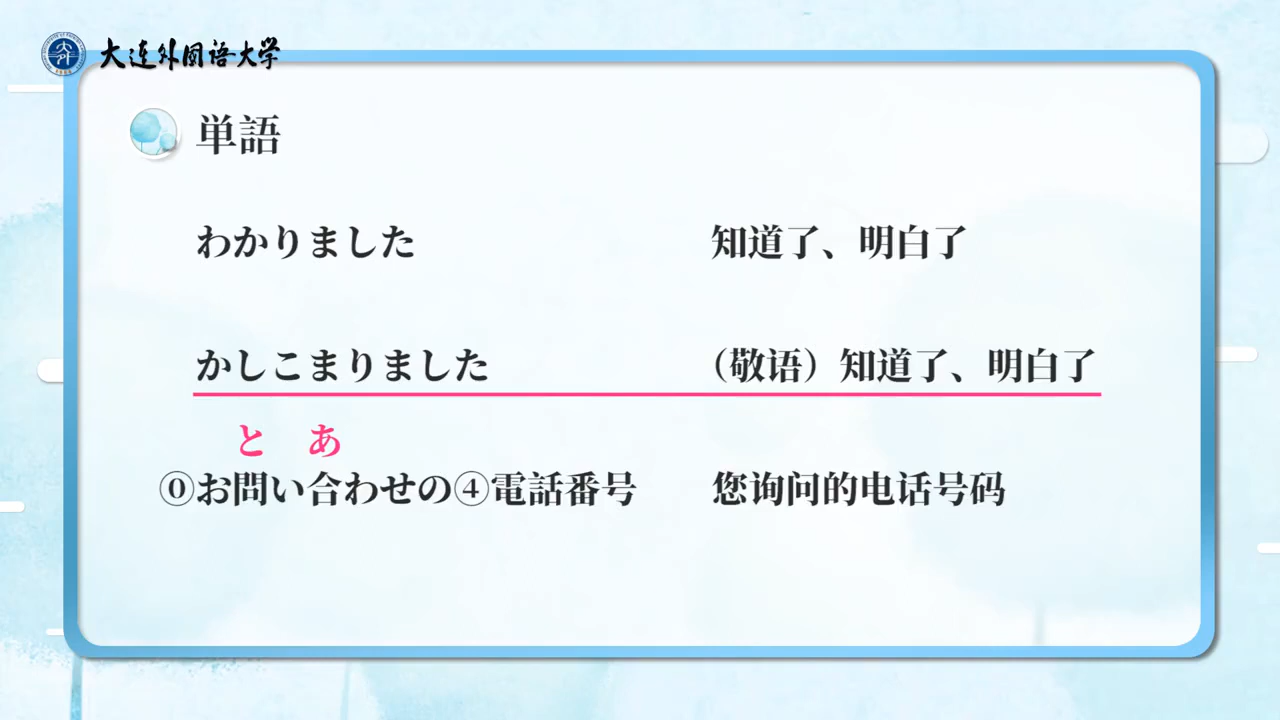 大连外国语大学
単語
わかりました 知道了、明白了
かしこまりました （敬语）知道了、明白了
と あ
⓪お問い合わせの④電話番号 您询问的电话号码